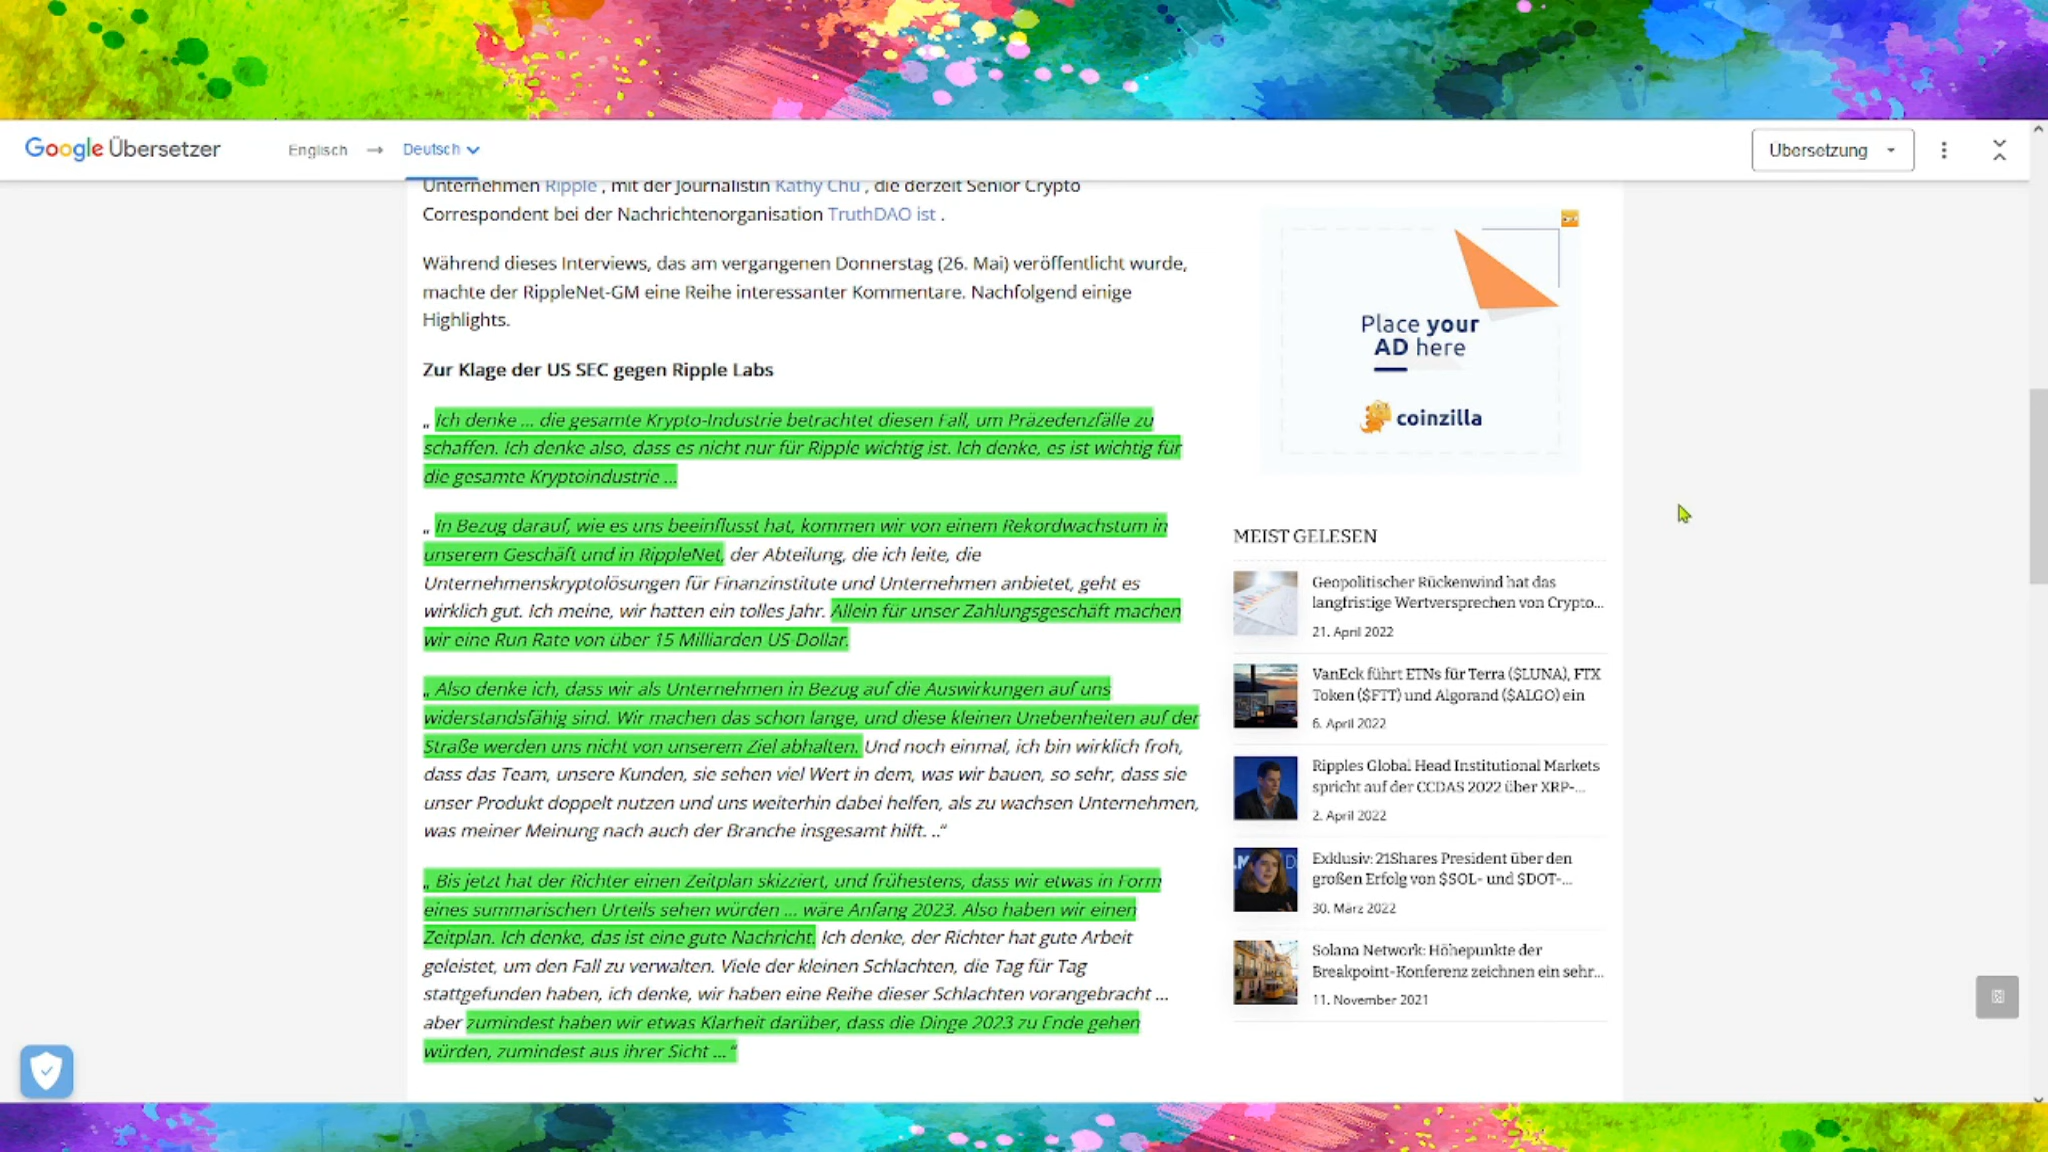 Google Übersetzer
Englisch → Deutsch
Übersetzung
Unternehmen Ripple , mit der Journalistin Kathy Chu , die derzeit Senior Crypto
Correspondent bei der Nachrichtenorganisation TruthDAO ist .
Während dieses Interviews, das am vergangenen Donnerstag (26. Mai) veröffentlicht wurde,
machte der RippleNet-GM eine Reihe interessanter Kommentare. Nachfolgend einige
Highlights.
Zur Klage der US SEC gegen Ripple Labs
„ Ich denke ... die gesamte Krypto-Industrie betrachtet diesen Fall, um Präzedenzfälle zu
schaffen. Ich denke also, dass es nicht nur für Ripple wichtig ist. Ich denke, es ist wichtig für
die gesamte Kryptoindustrie ...
„ In Bezug darauf, wie es uns beeinflusst hat, kommen wir von einem Rekordwachstum in
unserem Geschäft und in RippleNet, der Abteilung, die ich leite, die
Unternehmenskryptolösungen für Finanzinstitute und Unternehmen anbietet, geht es
wirklich gut. Ich meine, wir hatten ein tolles Jahr. Allein für unser Zahlungsgeschäft machen
wir eine Run Rate von über 15 Milliarden US-Dollar.
„ Also denke ich, dass wir als Unternehmen in Bezug auf die Auswirkungen auf uns
widerstandsfähig sind. Wir machen das schon lange, und diese kleinen Unebenheiten auf der
Straße werden uns nicht von unserem Ziel abhalten. Und noch einmal, ich bin wirklich froh,
dass das Team, unsere Kunden, sie sehen viel Wert in dem, was wir bauen, so sehr, dass sie
unser Produkt doppelt nutzen und uns weiterhin dabei helfen, als zu wachsen Unternehmen,
was meiner Meinung nach auch der Branche insgesamt hilft. ..“
„ Bis jetzt hat der Richter einen Zeitplan skizziert, und frühestens, dass wir etwas in Form
eines summarischen Urteils sehen würden ... wäre Anfang 2023. Also haben wir einen
Zeitplan. Ich denke, das ist eine gute Nachricht. Ich denke, der Richter hat gute Arbeit
geleistet, um den Fall zu verwalten. Viele der kleinen Schlachten, die Tag für Tag
stattgefunden haben, ich denke, wir haben eine Reihe dieser Schlachten vorangebracht ...
aber zumindest haben wir etwas Klarheit darüber, dass die Dinge 2023 zu Ende gehen
würden, zumindest aus ihrer Sicht ... “
Place your
AD here
coinzilla
MEIST GELESEN
Geopolitischer Rückenwind hat das
langfristige Wertversprechen von Crypto...
21. April 2022
VanEck führt ETNs für Terra ($LUNA), FTX
Token ($FTT) und Algorand ($ALGO) ein
6. April 2022
Ripples Global Head Institutional Markets
spricht auf der CCDAS 2022 über XRP-...
2. April 2022
Exklusiv: 21Shares President über den
großen Erfolg von $SOL- und $DOT-...
30. März 2022
Solana Network: Höhepunkte der
Breakpoint-Konferenz zeichnen ein sehr...
11. November 2021